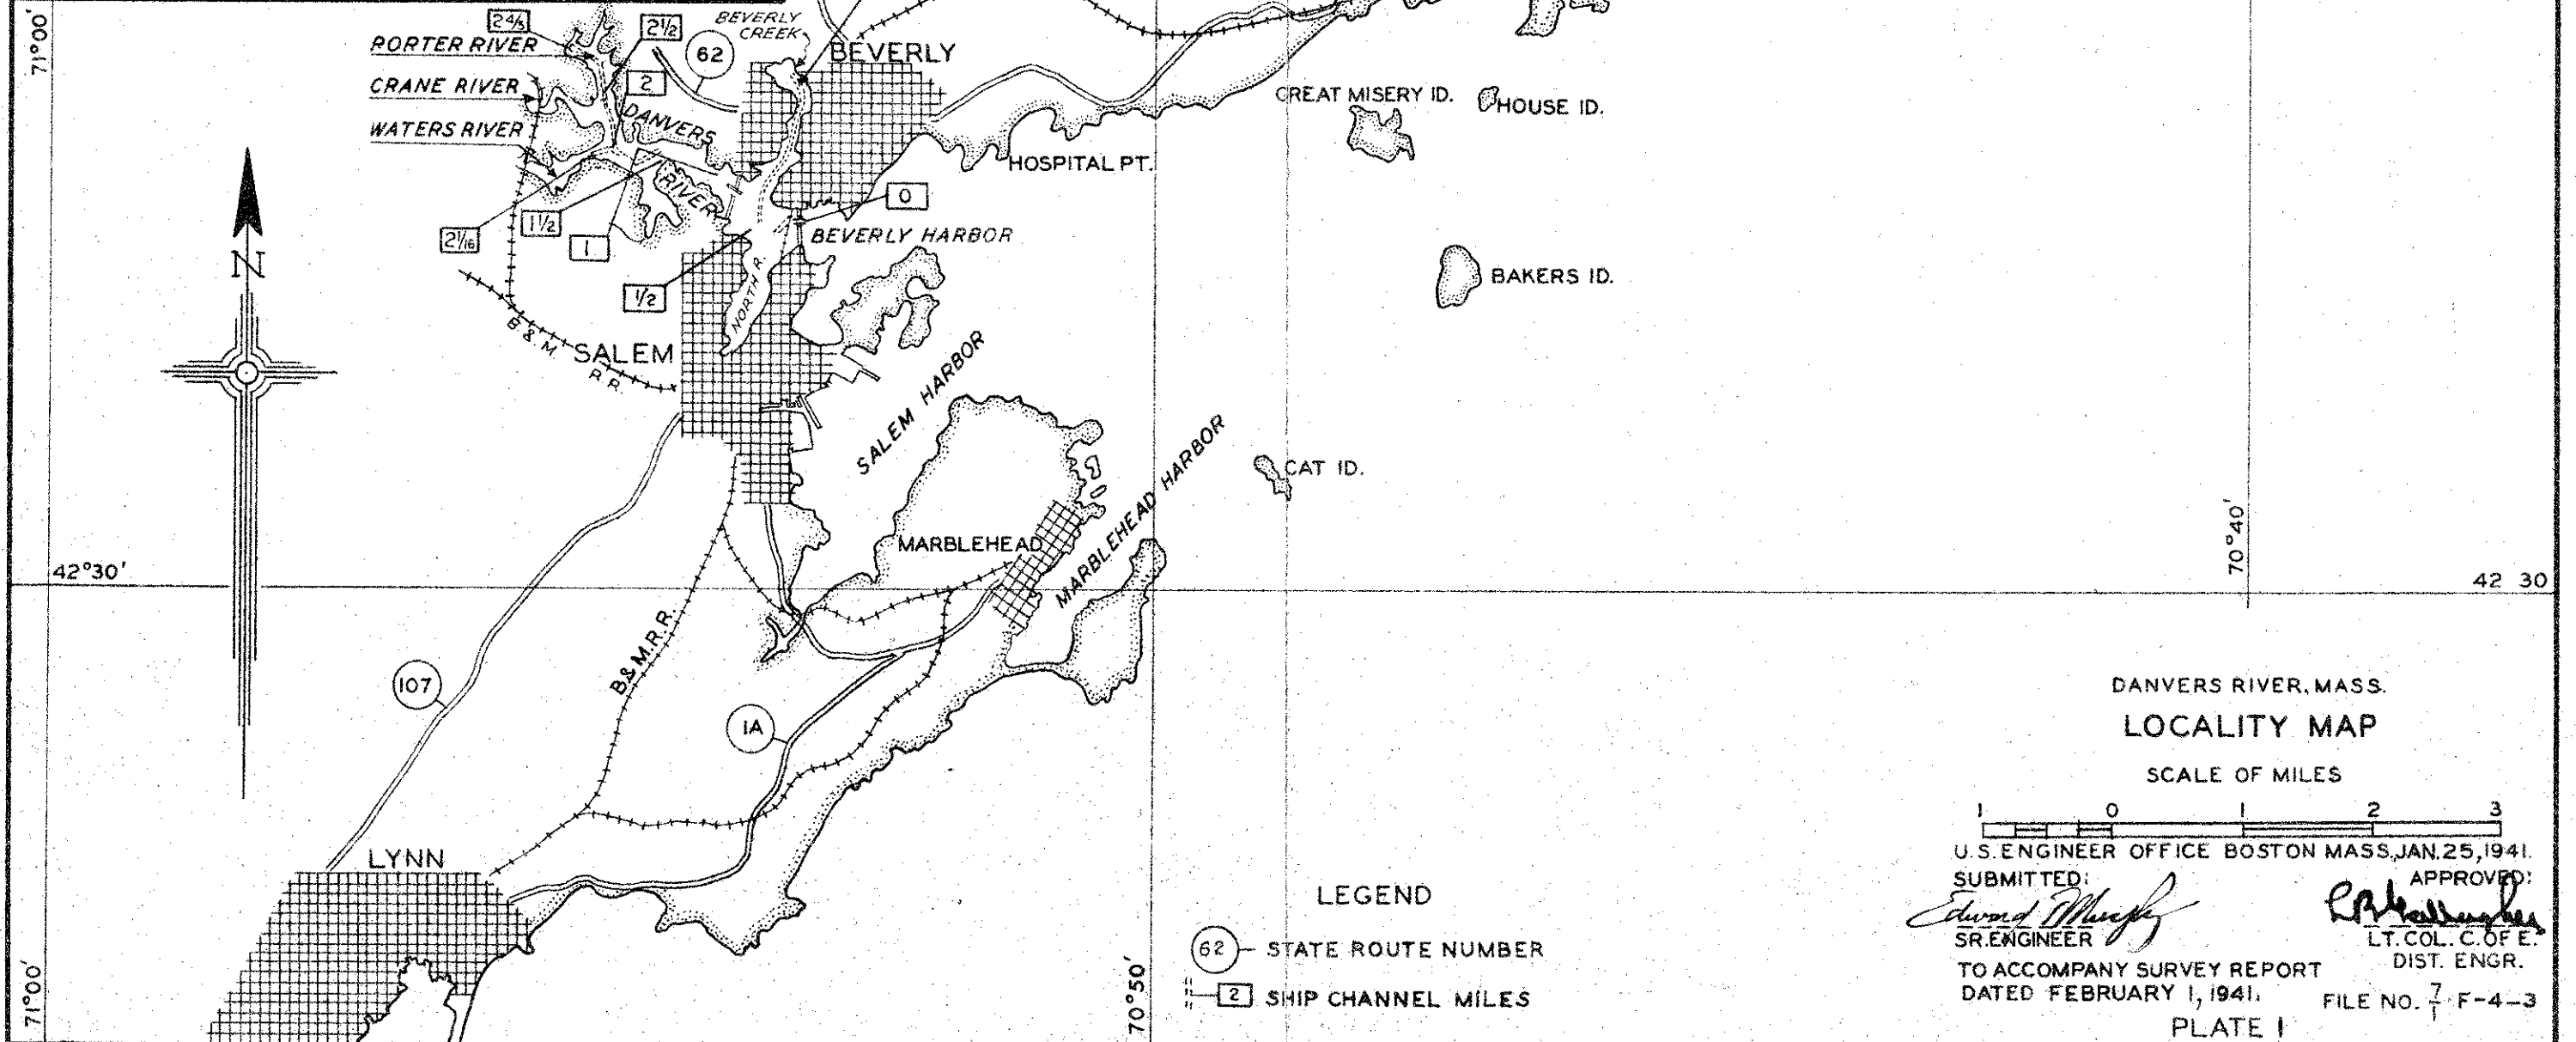 71°00'
2 4/5
2 1/2
BEVERLY
CREEK
PORTER RIVER
62
BEVERLY
CRANE RIVER
2
GREAT MISERY ID.
HOUSE ID.
WATERS RIVER
DANVERS
RIVER
HOSPITAL PT.
0
2 1/16
1 1/2
1
BEVERLY HARBOR
N
BAKERS ID.
1/2
NORTH R.
B. & M.
R.R.
SALEM
SALEM HARBOR
MARBLEHEAD HARBOR
CAT ID.
MARBLEHEAD
70°40'
42°30'
42 30
B & M. R. R.
107
1A
DANVERS RIVER, MASS.
LOCALITY MAP
SCALE OF MILES
1 0 1 2 3
U.S. ENGINEER OFFICE BOSTON MASS. JAN. 25, 1941.
SUBMITTED:
APPROVED:
Edward Murphy
SR. ENGINEER
LT. COL. C. OF E.
DIST. ENGR.
TO ACCOMPANY SURVEY REPORT
DATED FEBRUARY 1, 1941.
FILE NO. 7/1 F-4-3
PLATE 1
LYNN
LEGEND
62 STATE ROUTE NUMBER
2 SHIP CHANNEL MILES
71°00'
70°50'